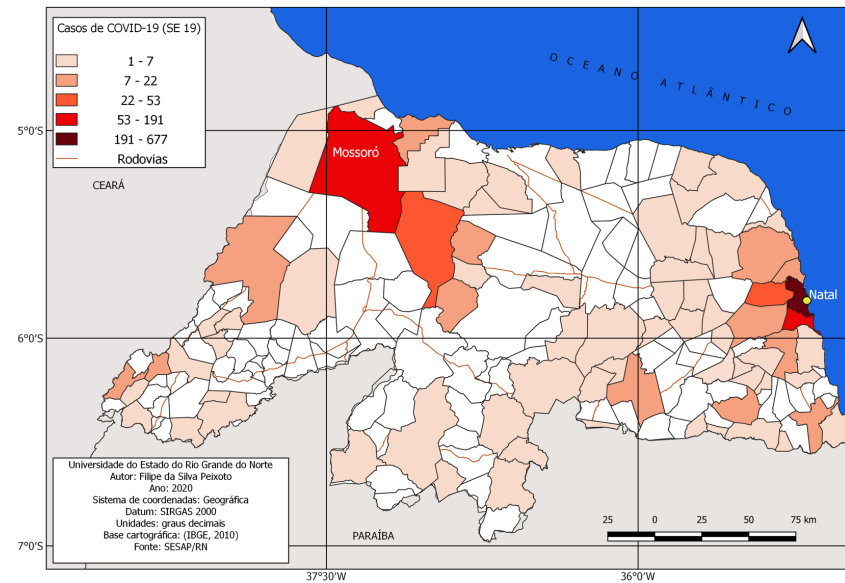 Casos de COVID-19 (SE 19)
1 - 7
7 - 22
22 - 53
53 - 191
191 - 677
Rodovias
OCEANO ATLÂNTICO
5°0'S
Mossoró
CEARÁ
Natal
6°0'S
Universidade do Estado do Rio Grande do Norte
Autor: Filipe da Silva Peixoto
Ano: 2020
Sistema de coordenadas: Geográfica
Datum: SIRGAS 2000
Unidades: graus decimais
Base cartográfica: (IBGE, 2010)
Fonte: SESAP/RN
25 0 25 50 75 km
PARAÍBA
7°0'S
37°30'W 36°0'W